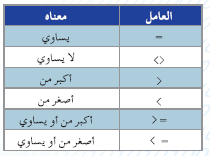 العامل معناه
= يساوي
<> لا يساوي
> أكبر من
< أصغر من
>= أكبر من أو يساوي
< = أصغر من أو يساوي